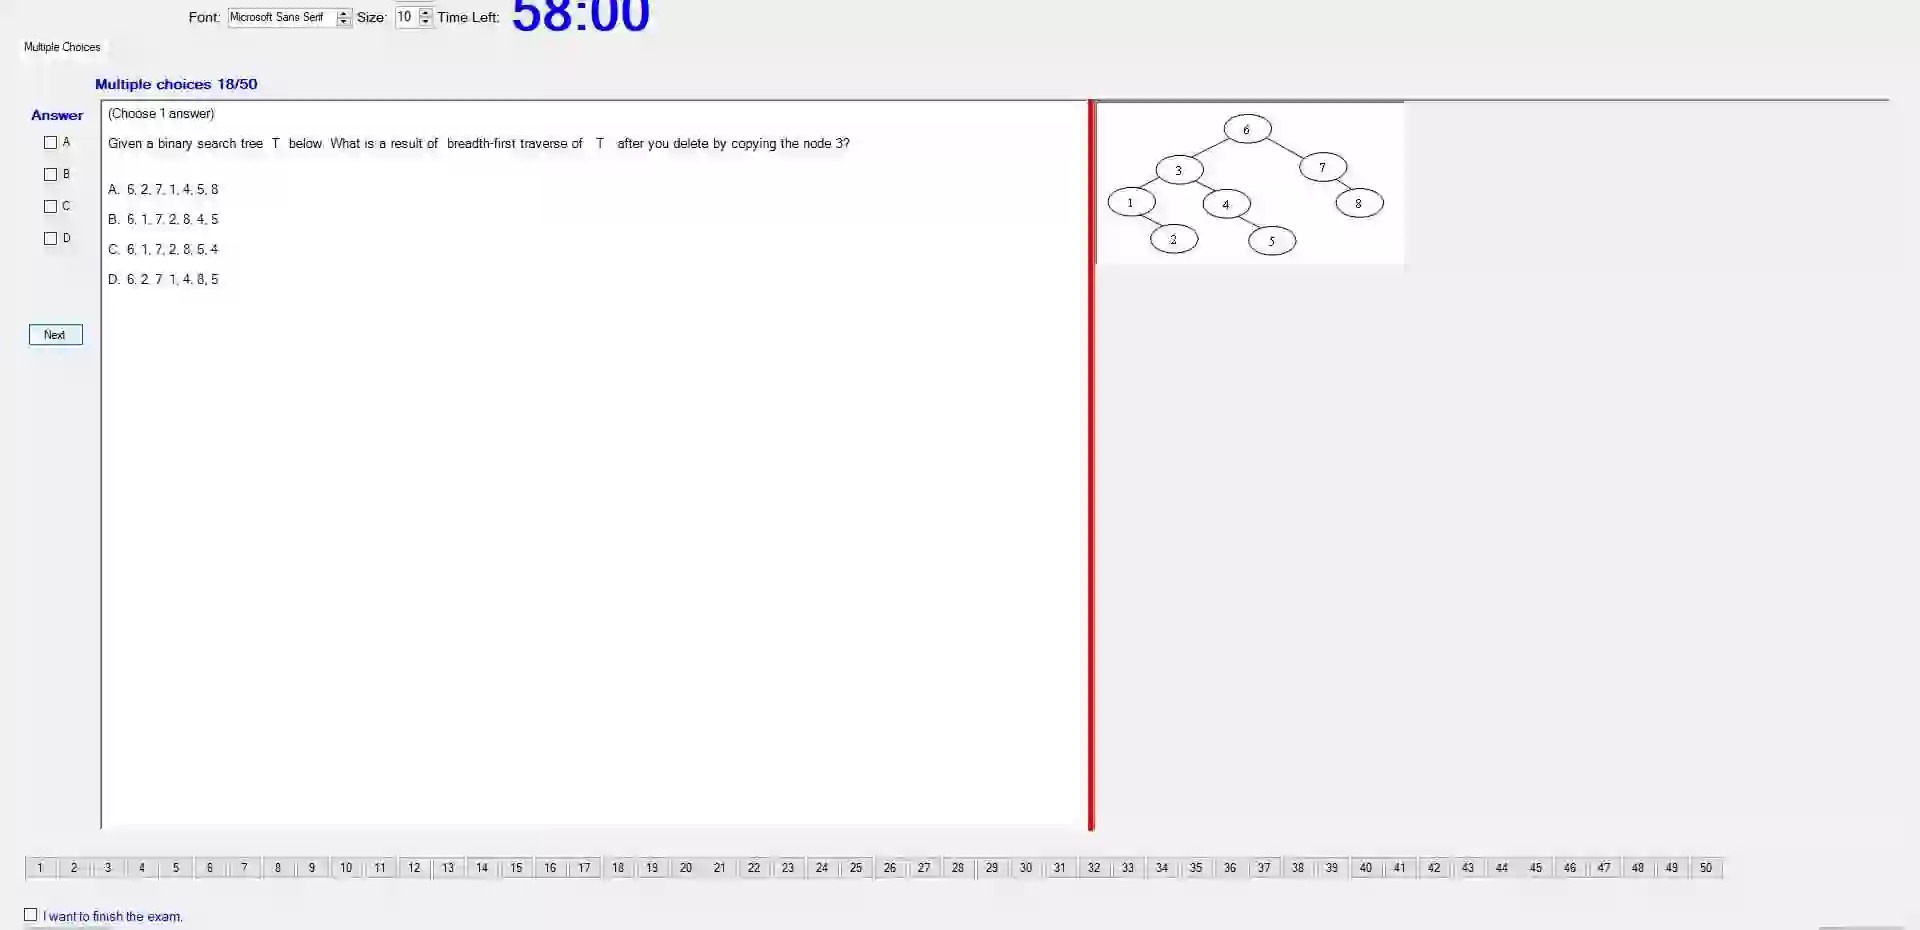 Font: Microsoft Sans Serif Size: 10 Time Left: 58:00
Multiple Choices
Multiple choices 18/50
Answer
A
B
C
D
Next
(Choose 1 answer)
Given a binary search tree T below. What is a result of breadth-first traverse of T after you delete by copying the node 3?
A. 6, 2, 7, 1, 4, 5, 8
B. 6, 1, 7, 2, 8, 4, 5
C. 6, 1, 7, 2, 8, 5, 4
D. 6, 2, 7, 1, 4, 8, 5
6
3 7
1 4 8
2 5
1 2 3 4 5 6 7 8 9 10 11 12 13 14 15 16 17 18 19 20 21 22 23 24 25 26 27 28 29 30 31 32 33 34 35 36 37 38 39 40 41 42 43 44 45 46 47 48 49 50
I want to finish the exam.